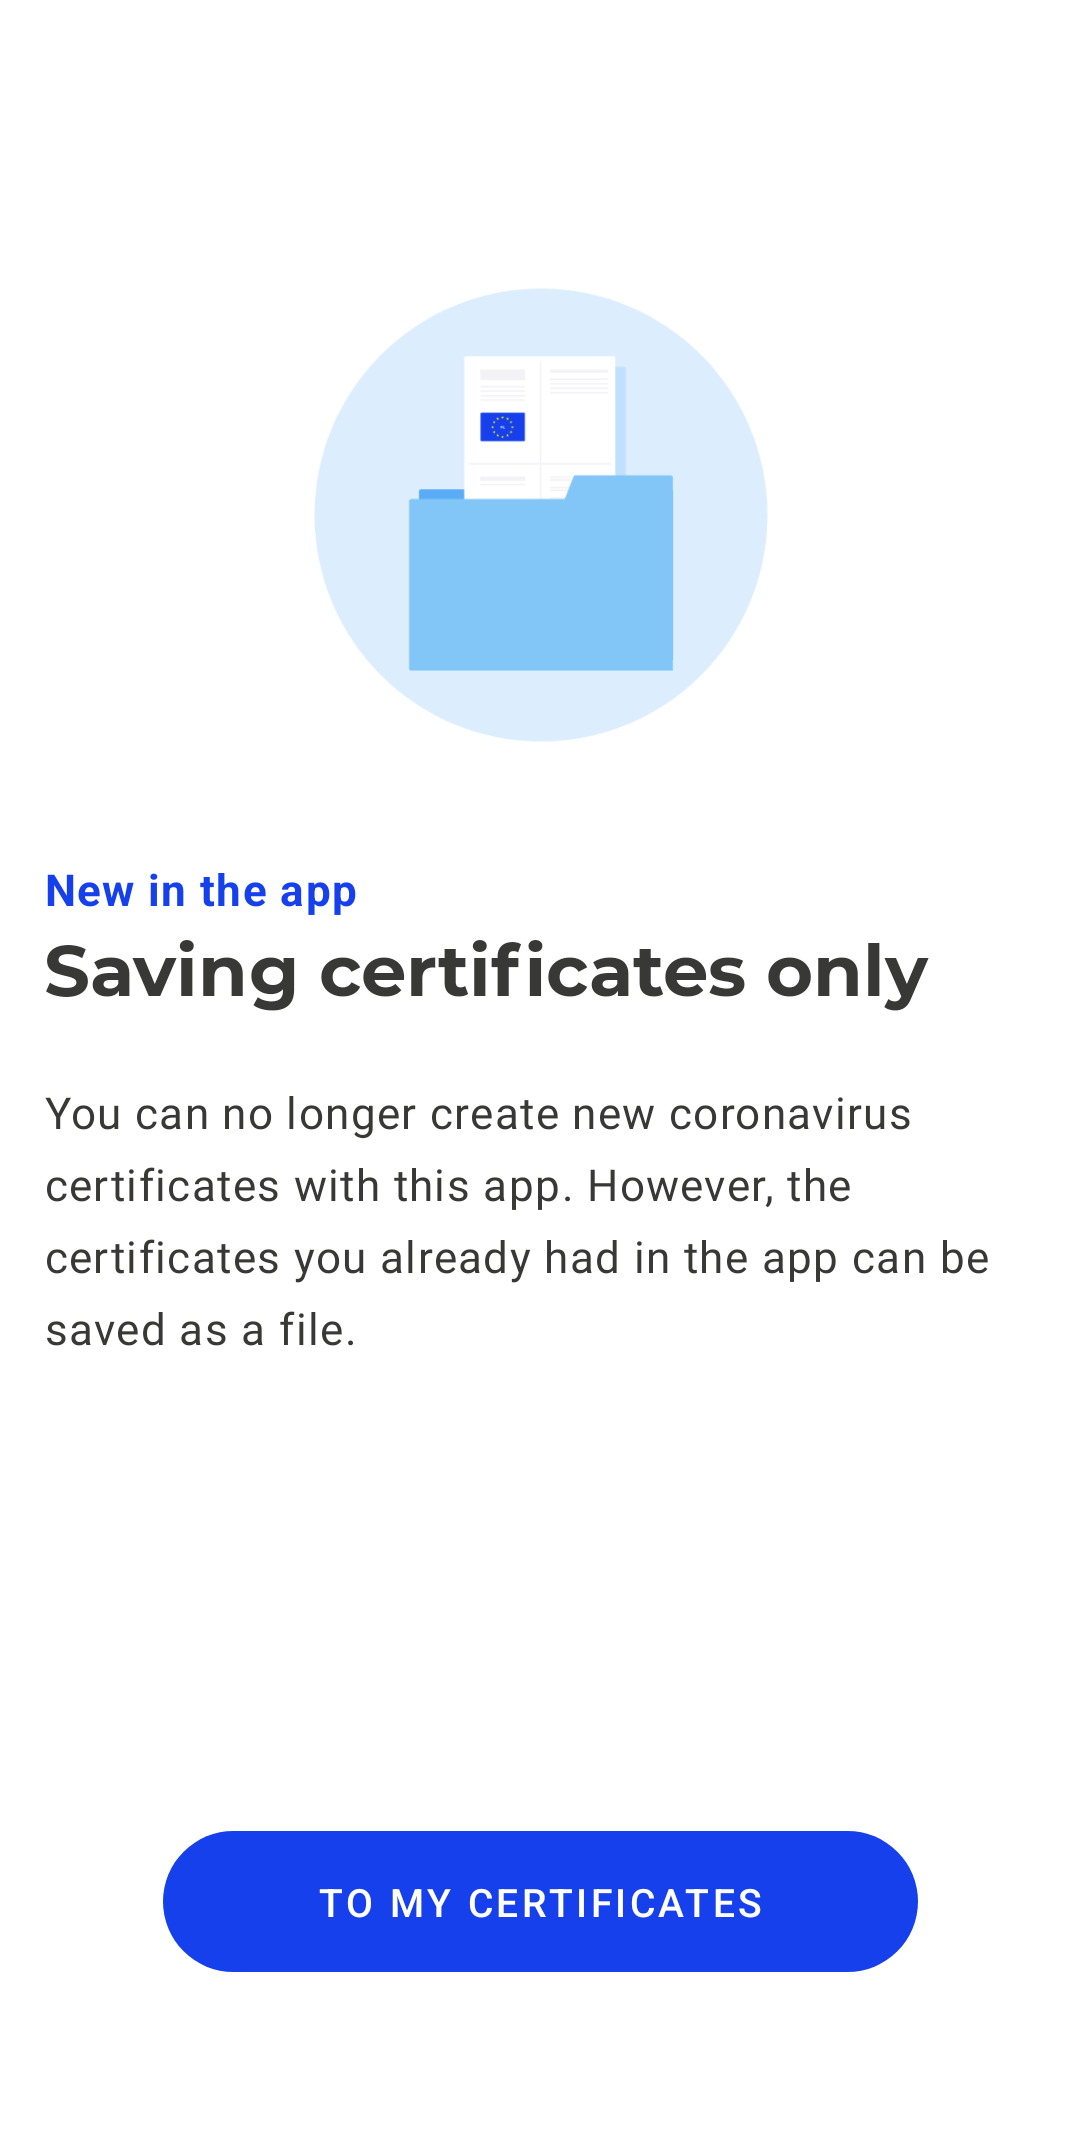 New in the app
Saving certificates only
You can no longer create new coronavirus
certificates with this app. However, the
certificates you already had in the app can be
saved as a file.
TO MY CERTIFICATES